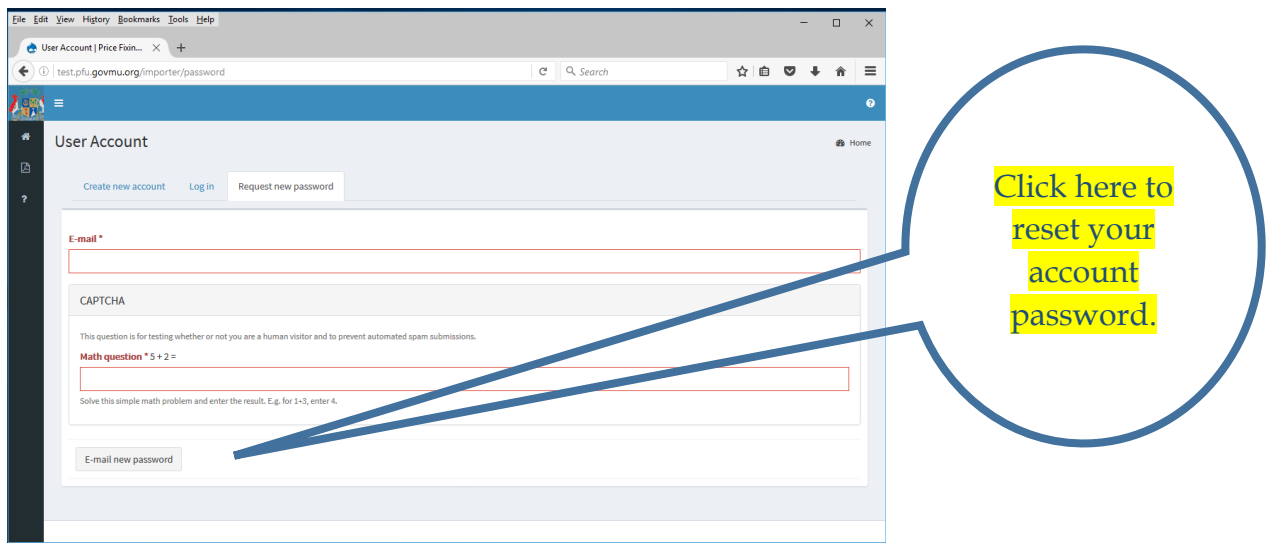 File Edit View History Bookmarks Tools Help
User Account | Price Fixin...
test.pfu.govmu.org/importer/password
Search
User Account
Home
Create new account Log in Request new password
E-mail *
CAPTCHA
This question is for testing whether or not you are a human visitor and to prevent automated spam submissions.
Math question * 5 + 2 =
Solve this simple math problem and enter the result. E.g. for 1+3, enter 4.
E-mail new password
Click here to
reset your
account
password.